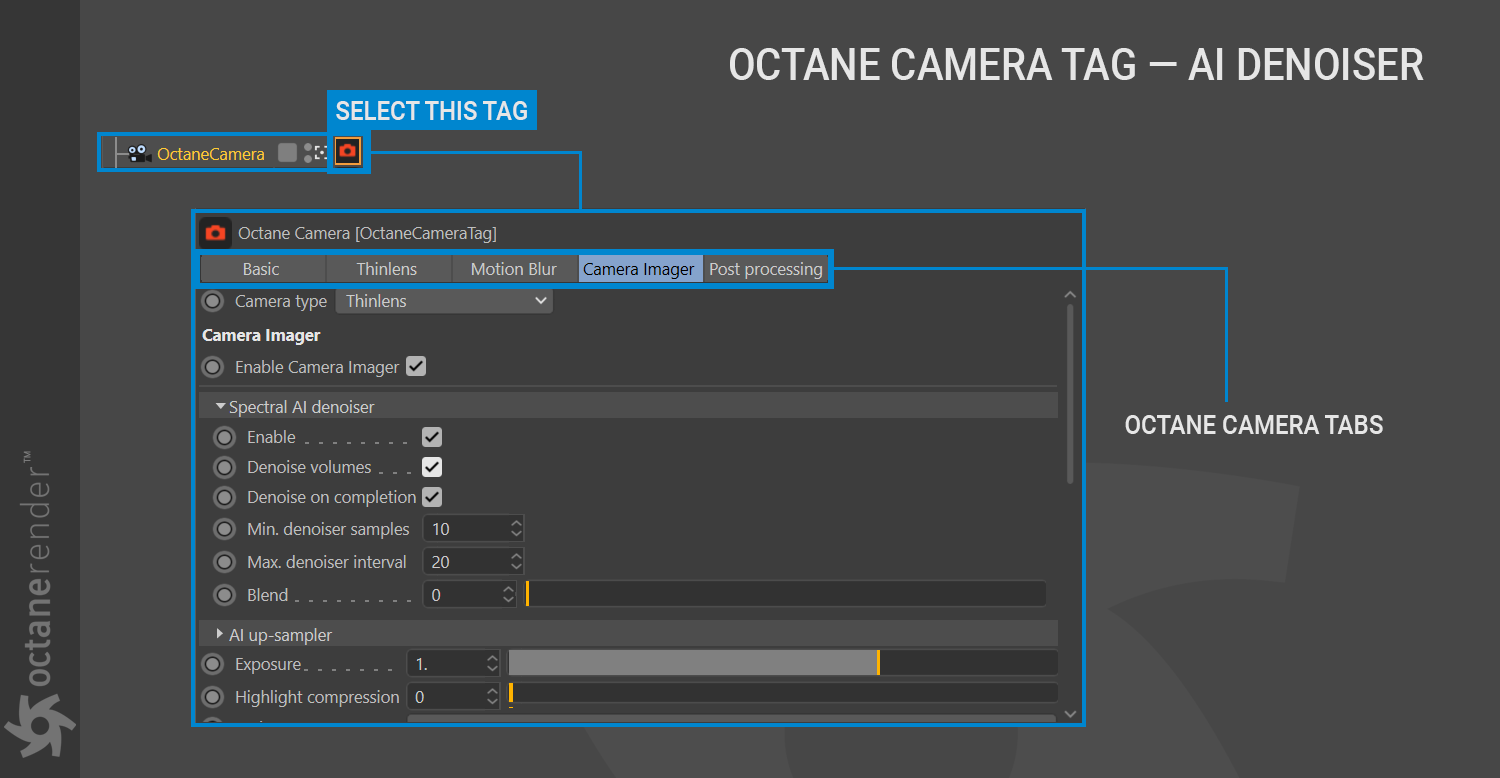 OCTANE CAMERA TAG — AI DENOISER
SELECT THIS TAG
OctaneCamera
Octane Camera [OctaneCameraTag]
Basic Thinlens Motion Blur Camera Imager Post processing
Camera type Thinlens
Camera Imager
Enable Camera Imager
Spectral AI denoiser
OCTANE CAMERA TABS
Enable
Denoise volumes
Denoise on completion
Min. denoiser samples 10
Max. denoiser interval 20
Blend 0
AI up-sampler
Exposure 1.
Highlight compression 0
octanerender™